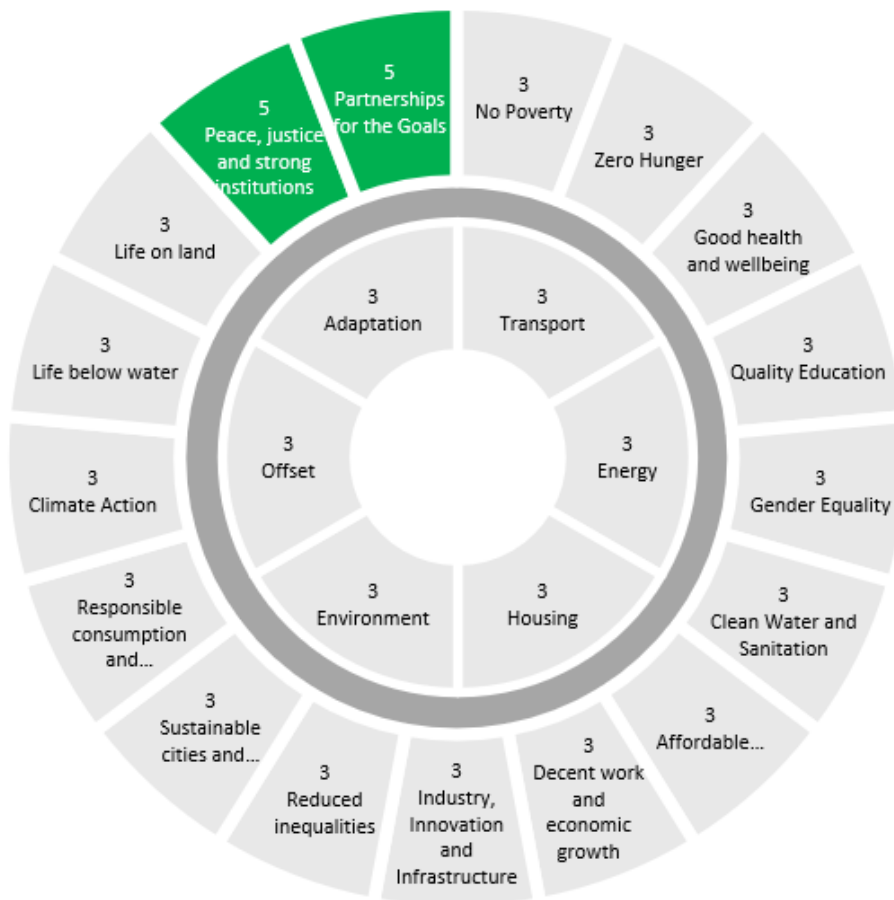 3
No Poverty
3
Zero Hunger
3
Good health
and wellbeing
3
Quality Education
3
Gender Equality
3
Clean Water and
Sanitation
3
Affordable...
3
Decent work
and
economic
growth
3
Industry,
Innovation
and
Infrastructure
3
Reduced
inequalities
3
Sustainable
cities and...
3
Responsible
consumption
and...
3
Climate Action
3
Life below water
3
Life on land
5
Peace, justice
and strong
institutions
5
Partnerships
for the Goals
3
Transport
3
Energy
3
Housing
3
Environment
3
Offset
3
Adaptation